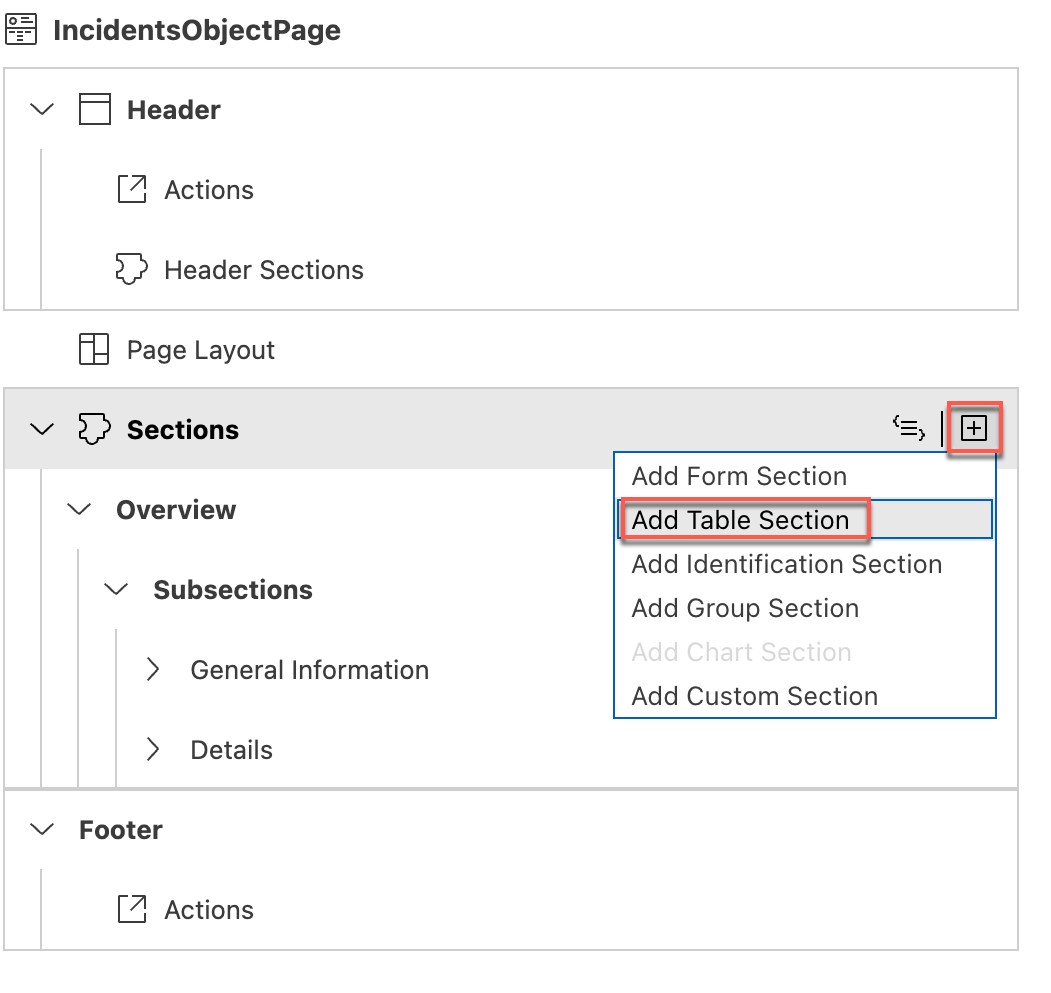 IncidentsObjectPage
Header
Actions
Header Sections
Page Layout
Sections
Add Form Section
Add Table Section
Add Identification Section
Add Group Section
Add Chart Section
Add Custom Section
Overview
Subsections
General Information
Details
Footer
Actions